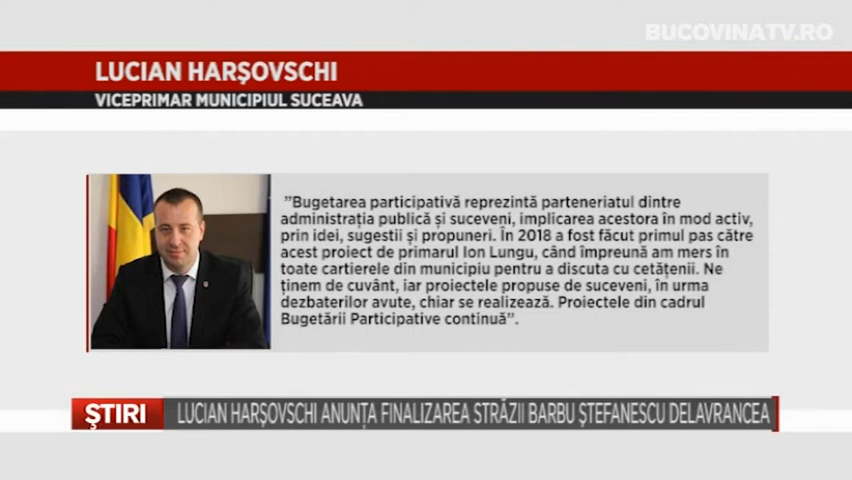 BUCOVINATV.RO
LUCIAN HARŞOVSCHI
VICEPRIMAR MUNICIPIUL SUCEAVA
”Bugetarea participativă reprezintă parteneriatul dintre
administrația publică și suceveni, implicarea acestora în mod activ,
prin idei, sugestii și propuneri. În 2018 a fost făcut primul pas către
acest proiect de primarul Ion Lungu, când împreună am mers în
toate cartierele din municipiu pentru a discuta cu cetățenii. Ne
ținem de cuvânt, iar proiectele propuse de suceveni, în urma
dezbaterilor avute, chiar se realizează. Proiectele din cadrul
Bugetării Participative continuă”.
ŞTIRI
LUCIAN HARŞOVSCHI ANUNȚA FINALIZAREA STRĂZII BARBU ŞTEFANESCU DELAVRANCEA